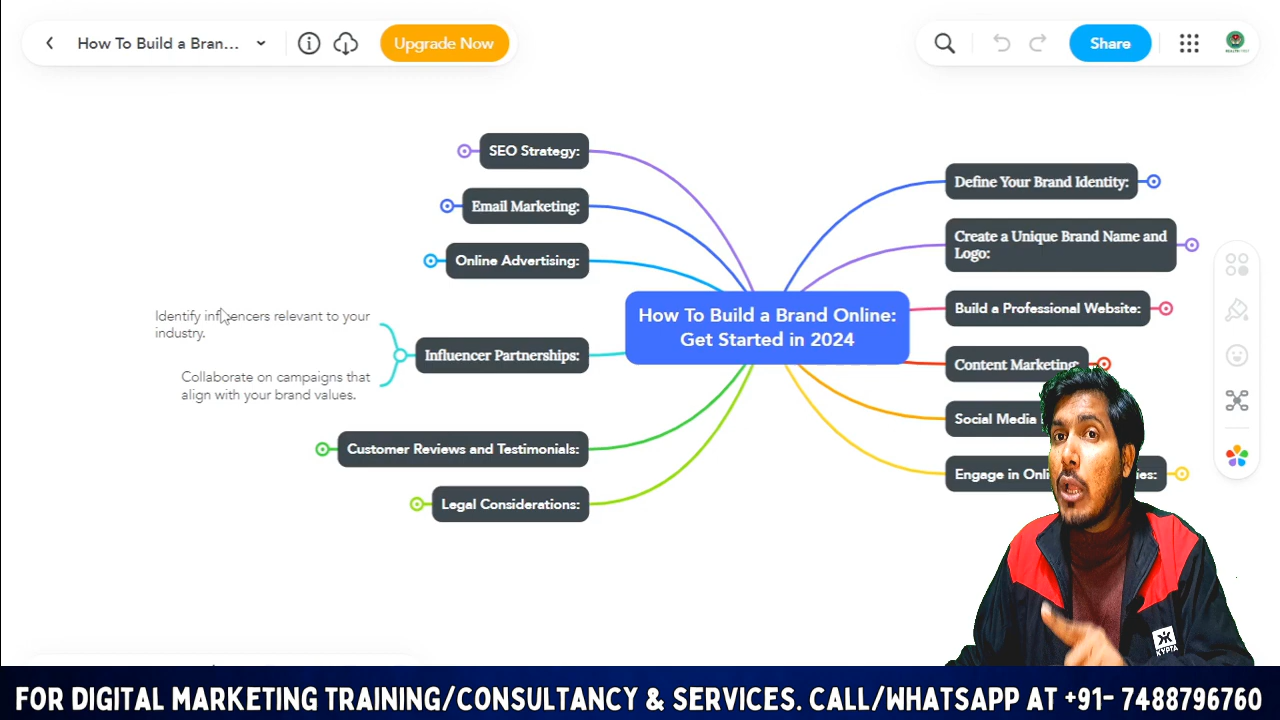 How To Build a Bran...
Upgrade Now
Share
SEO Strategy:
Email Marketing:
Online Advertising:
Identify influencers relevant to your
industry.
Collaborate on campaigns that
align with your brand values.
Influencer Partnerships:
Customer Reviews and Testimonials:
Legal Considerations:
How To Build a Brand Online:
Get Started in 2024
Define Your Brand Identity:
Create a Unique Brand Name and
Logo:
Build a Professional Website:
Content Marketing:
Social Media
Engage in
KYPTA
FOR DIGITAL MARKETING TRAINING/CONSULTANCY & SERVICES. CALL/WHATSAPP AT +91- 7488796760